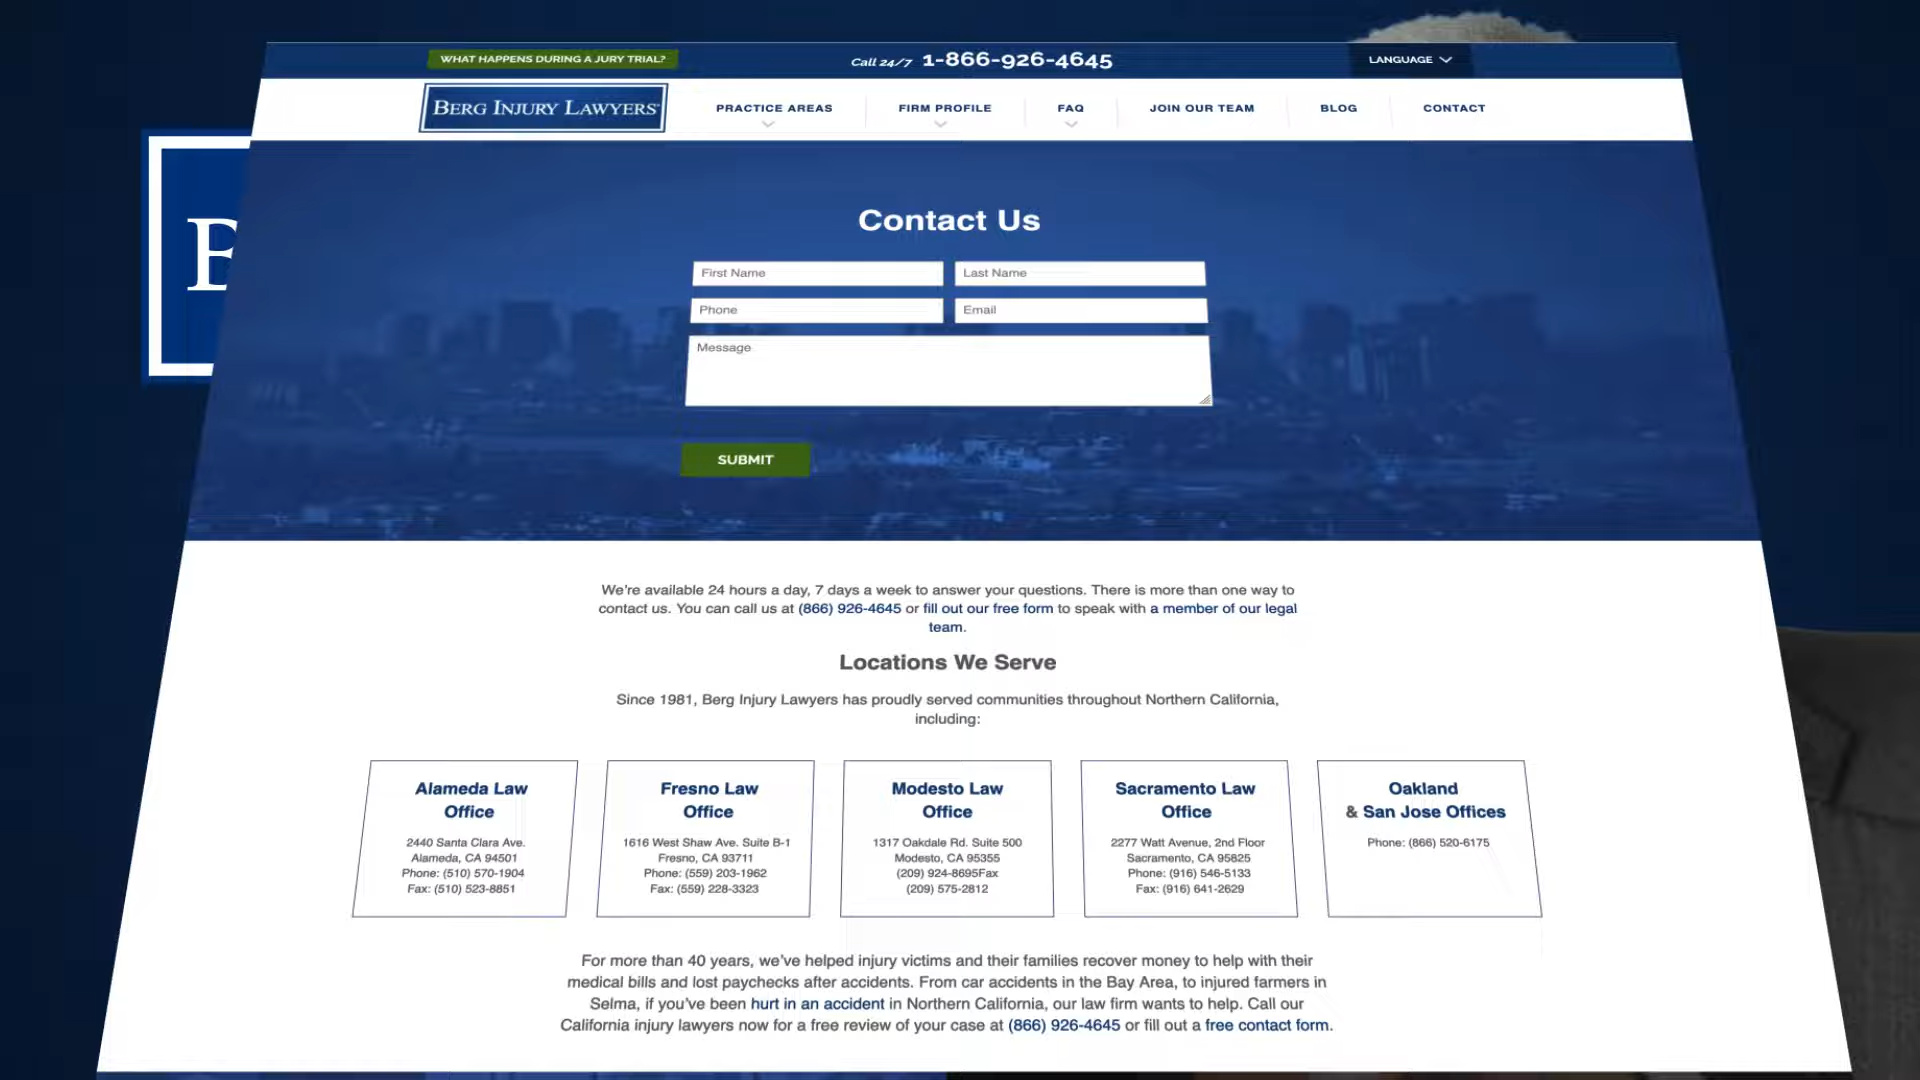 WHAT HAPPENS DURING A JURY TRIAL?
Call 24/7 1-866-926-4645
LANGUAGE
BERG INJURY LAWYERS
PRACTICE AREAS
FIRM PROFILE
FAQ
JOIN OUR TEAM
BLOG
CONTACT
B
Contact Us
First Name
Last Name
Phone
Email
Message
SUBMIT
We're available 24 hours a day, 7 days a week to answer your questions. There is more than one way to
contact us. You can call us at (866) 926-4645 or fill out our free form to speak with a member of our legal
team.
Locations We Serve
Since 1981, Berg Injury Lawyers has proudly served communities throughout Northern California,
including:
Alameda Law
Office
2440 Santa Clara Ave.
Alameda, CA 94501
Phone: (510) 570-1904
Fax: (510) 523-8851
Fresno Law
Office
1616 West Shaw Ave. Suite B-1
Fresno, CA 93711
Phone: (559) 203-1962
Fax: (559) 228-3323
Modesto Law
Office
1317 Oakdale Rd. Suite 500
Modesto, CA 95355
(209) 924-8695Fax
(209) 575-2812
Sacramento Law
Office
2277 Watt Avenue, 2nd Floor
Sacramento, CA 95825
Phone: (916) 546-5133
Fax: (916) 641-2629
Oakland
& San Jose Offices
Phone: (866) 520-6175
For more than 40 years, we've helped injury victims and their families recover money to help with their
medical bills and lost paychecks after accidents. From car accidents in the Bay Area, to injured farmers in
Selma, if you've been hurt in an accident in Northern California, our law firm wants to help. Call our
California injury lawyers now for a free review of your case at (866) 926-4645 or fill out a free contact form.